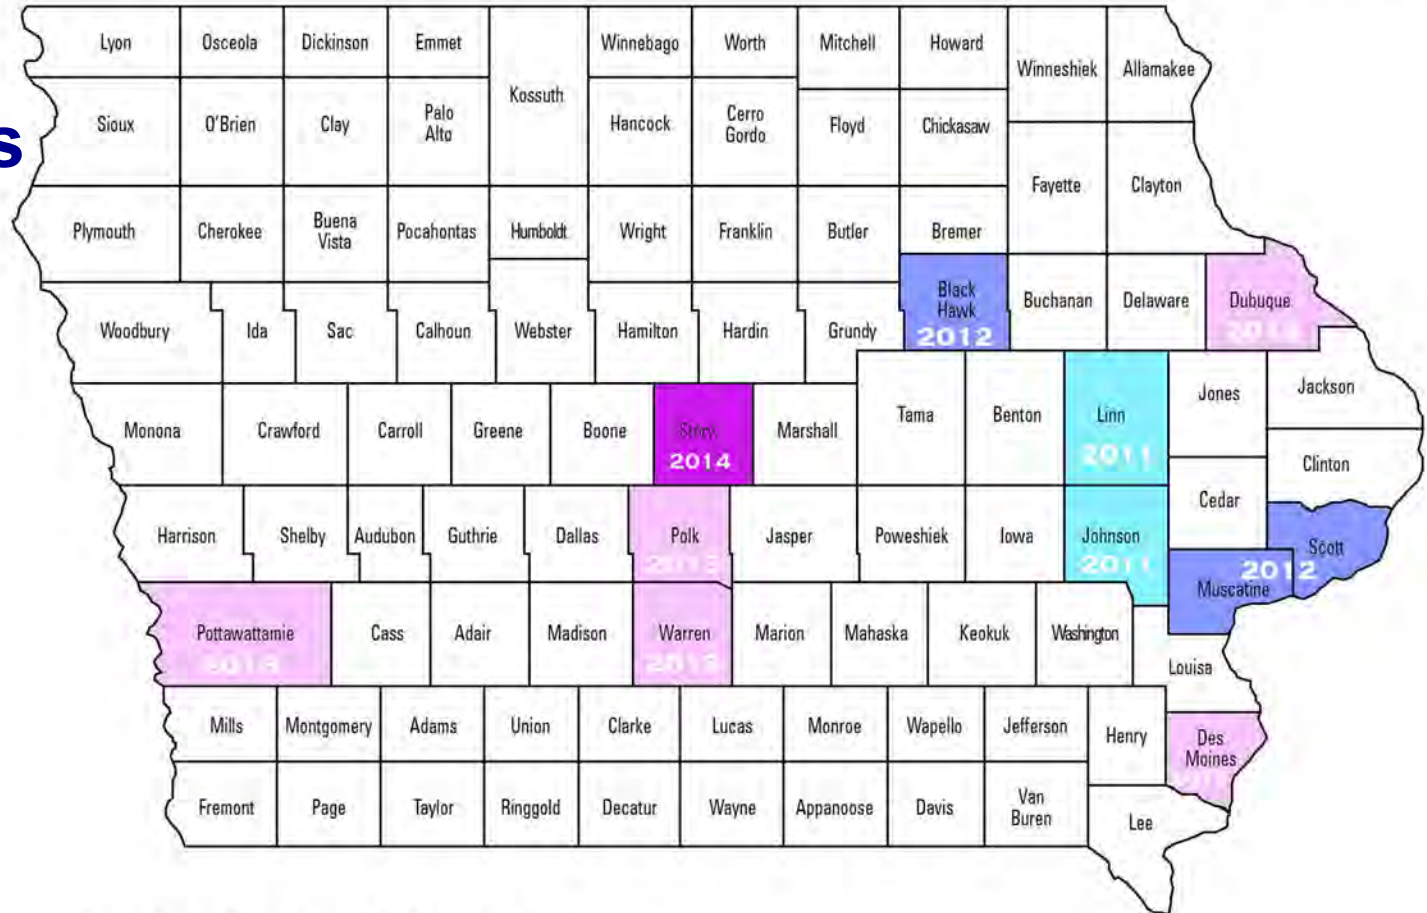 Lyon
Osceola
Dickinson
Emmet
Kossuth
Winnebago
Worth
Mitchell
Howard
Winneshiek
Allamakee
s
Sioux
O'Brien
Clay
Palo
Alto
Hancock
Cerro
Gordo
Floyd
Chickasaw
Fayette
Clayton
Plymouth
Cherokee
Buena
Vista
Pocahontas
Humboldt
Wright
Franklin
Butler
Bremer
Black
Hawk
2012
Buchanan
Delaware
Dubuque
Woodbury
Ida
Sac
Calhoun
Webster
Hamilton
Hardin
Grundy
Monona
Crawford
Carroll
Greene
Boone
Story
2014
Marshall
Tama
Benton
Linn
2011
Jones
Jackson
Clinton
Cedar
Harrison
Shelby
Audubon
Guthrie
Dallas
Polk
2013
Jasper
Poweshiek
Iowa
Johnson
2011
Scott
2012
Muscatine
Pottawattamie
2013
Cass
Adair
Madison
Warren
2013
Marion
Mahaska
Keokuk
Washington
Louisa
Mills
Montgomery
Adams
Union
Clarke
Lucas
Monroe
Wapello
Jefferson
Henry
Des
Moines
Fremont
Page
Taylor
Ringgold
Decatur
Wayne
Appanoose
Davis
Van
Buren
Lee